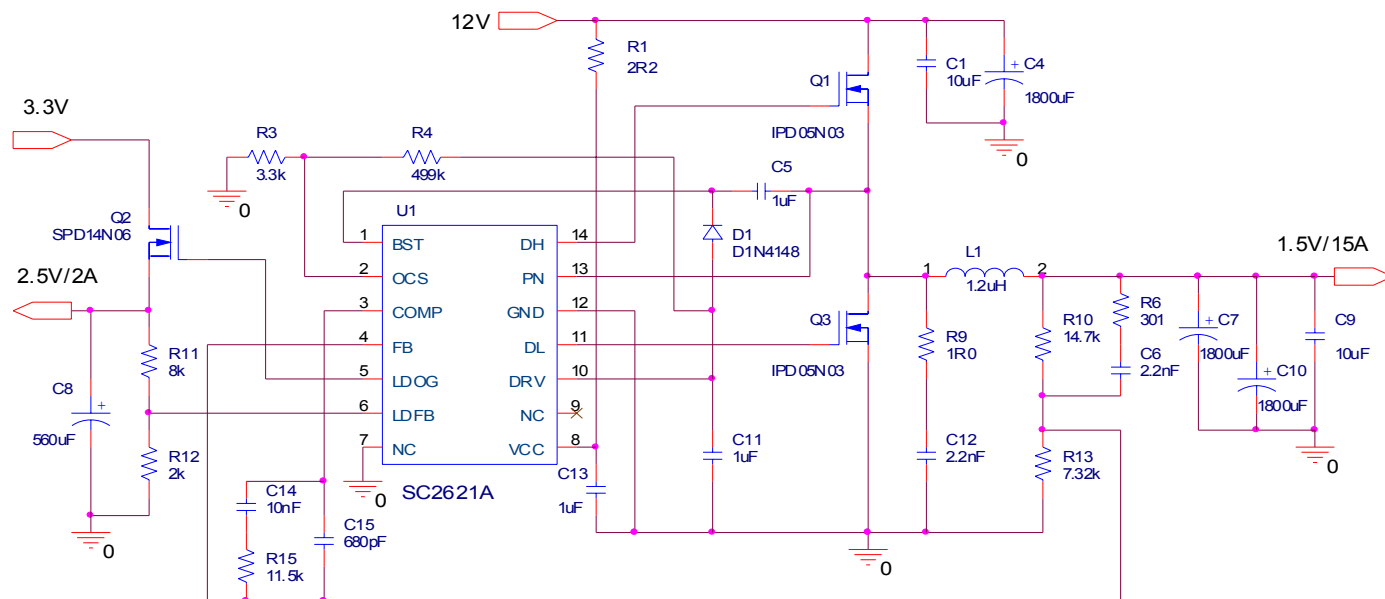 12V
R1
2R2
Q1
IPD05N03
C1
10uF
+ C4
1800uF
0
3.3V
R3
3.3k
R4
499k
0
C5
1uF
Q2
SPD14N06
U1
D1
D1N4148
1 BST DH 14
2 OCS PN 13
3 COMP GND 12
4 FB DL 11
5 LDOG DRV 10
6 LDFB NC 9
7 NC VCC 8
SC2621A
0
2.5V/2A
R11
8k
C8
+
560uF
R12
2k
0
Q3
IPD05N03
1 L1 2
1.2uH
1.5V/15A
R9
1R0
R10
14.7k
R6
301
C6
2.2nF
+ C7
1800uF
+ C10
1800uF
C9
10uF
0
C11
1uF
C12
2.2nF
R13
7.32k
C13
1uF
0
C14
10nF
C15
680pF
R15
11.5k